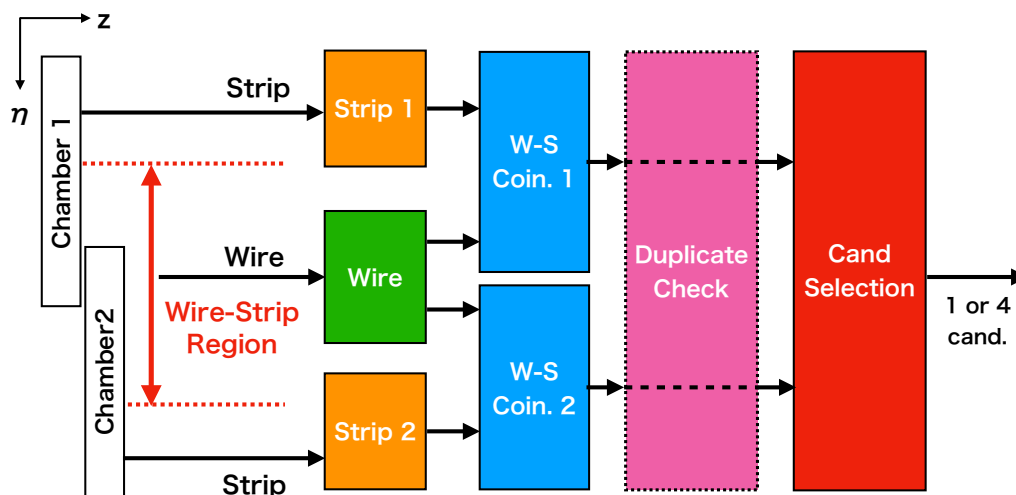 z
η
Chamber 1
Chamber2
Strip
Strip 1
W-S
Coin. 1
Wire
Wire
Wire-Strip
Region
Duplicate
Check
Cand
Selection
1 or 4
cand.
W-S
Coin. 2
Strip 2
Strip